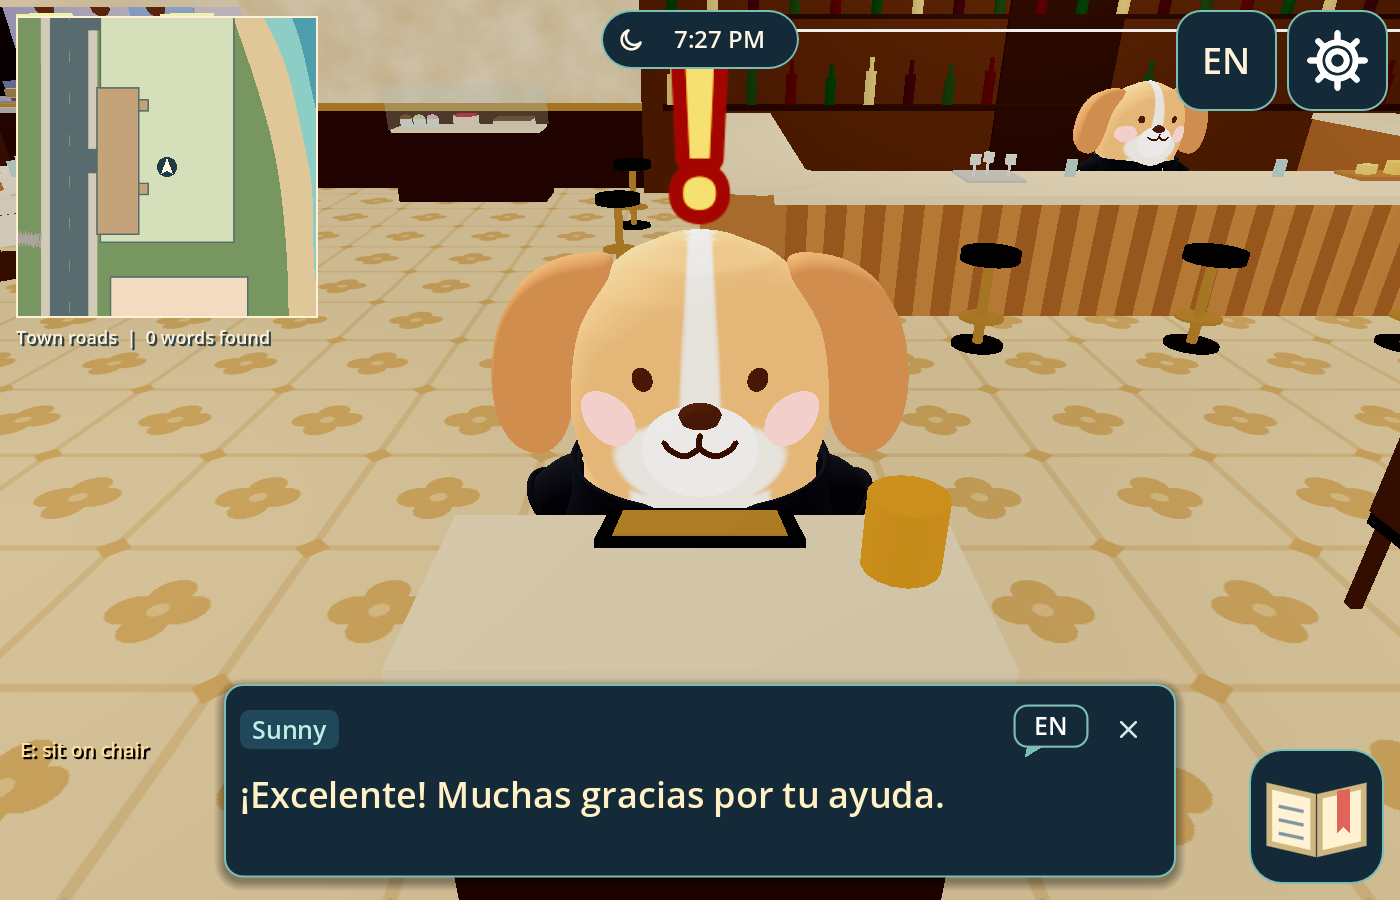 7:27 PM
EN
Town roads | 0 words found
Sunny
EN
¡Excelente! Muchas gracias por tu ayuda.
E: sit on chair